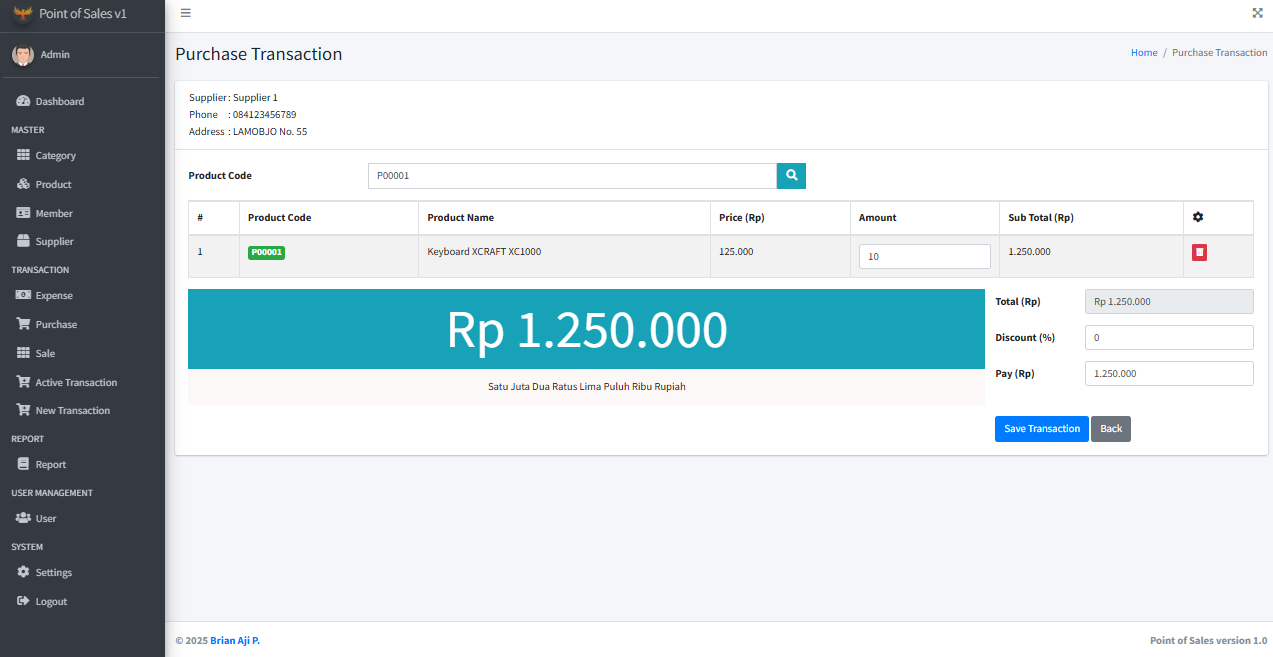 Point of Sales v1
Admin
Dashboard
MASTER
Category
Product
Member
Supplier
TRANSACTION
Expense
Purchase
Sale
Active Transaction
New Transaction
REPORT
Report
USER MANAGEMENT
User
SYSTEM
Settings
Logout
Purchase Transaction
Home / Purchase Transaction
Supplier : Supplier 1
Phone : 084123456789
Address : LAMOBJO No. 55
Product Code P00001
# Product Code Product Name Price (Rp) Amount Sub Total (Rp)
1 P00001 Keyboard XCRAFT XC1000 125.000 10 1.250.000
Rp 1.250.000
Satu Juta Dua Ratus Lima Puluh Ribu Rupiah
Total (Rp) Rp 1.250.000
Discount (%) 0
Pay (Rp) 1.250.000
Save Transaction Back
© 2025 Brian Aji P.
Point of Sales version 1.0